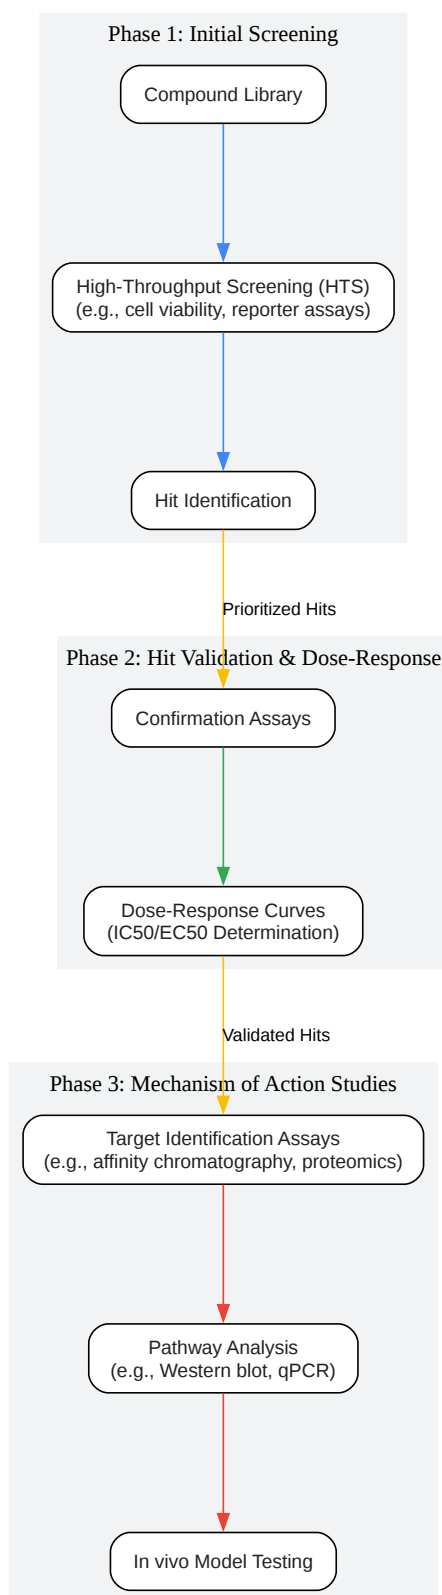 Phase 1: Initial Screening
Compound Library
High-Throughput Screening (HTS)
(e.g., cell viability, reporter assays)
Hit Identification
Prioritized Hits
Phase 2: Hit Validation & Dose-Response
Confirmation Assays
Dose-Response Curves
(IC50/EC50 Determination)
Validated Hits
Phase 3: Mechanism of Action Studies
Target Identification Assays
(e.g., affinity chromatography, proteomics)
Pathway Analysis
(e.g., Western blot, qPCR)
In vivo Model Testing